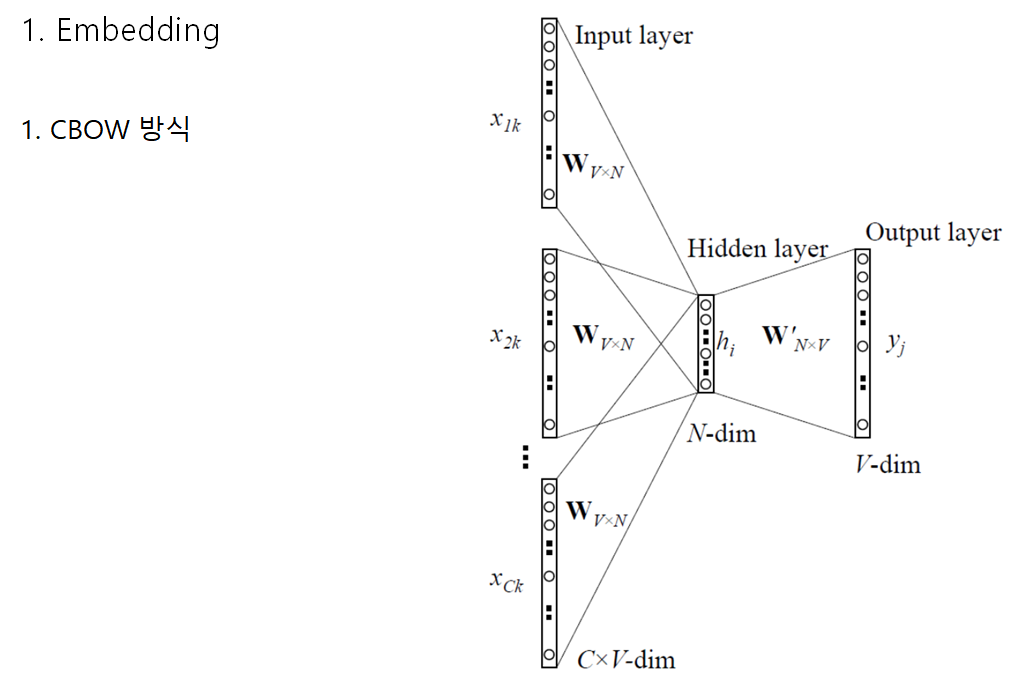 1. Embedding
1. CBOW 방식
Input layer
x1k
WV×N
Hidden layer
Output layer
x2k
WV×N
hi
W'N×V
yj
N-dim
V-dim
WV×N
xCk
C×V-dim